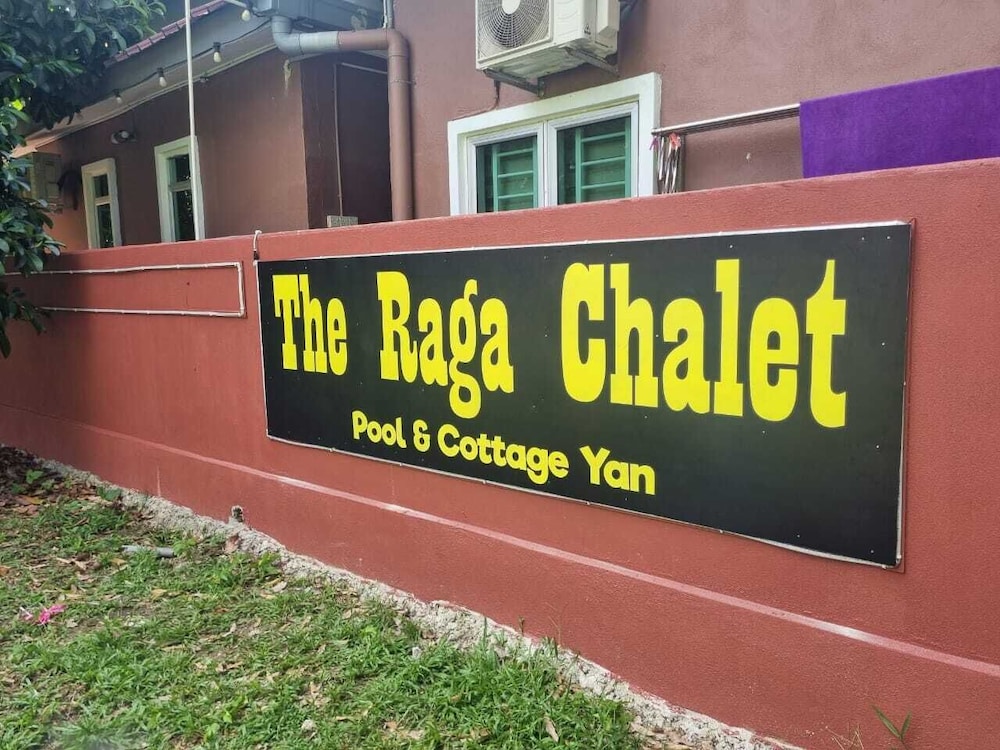 The Raga Chalet
Pool & Cottage Yan